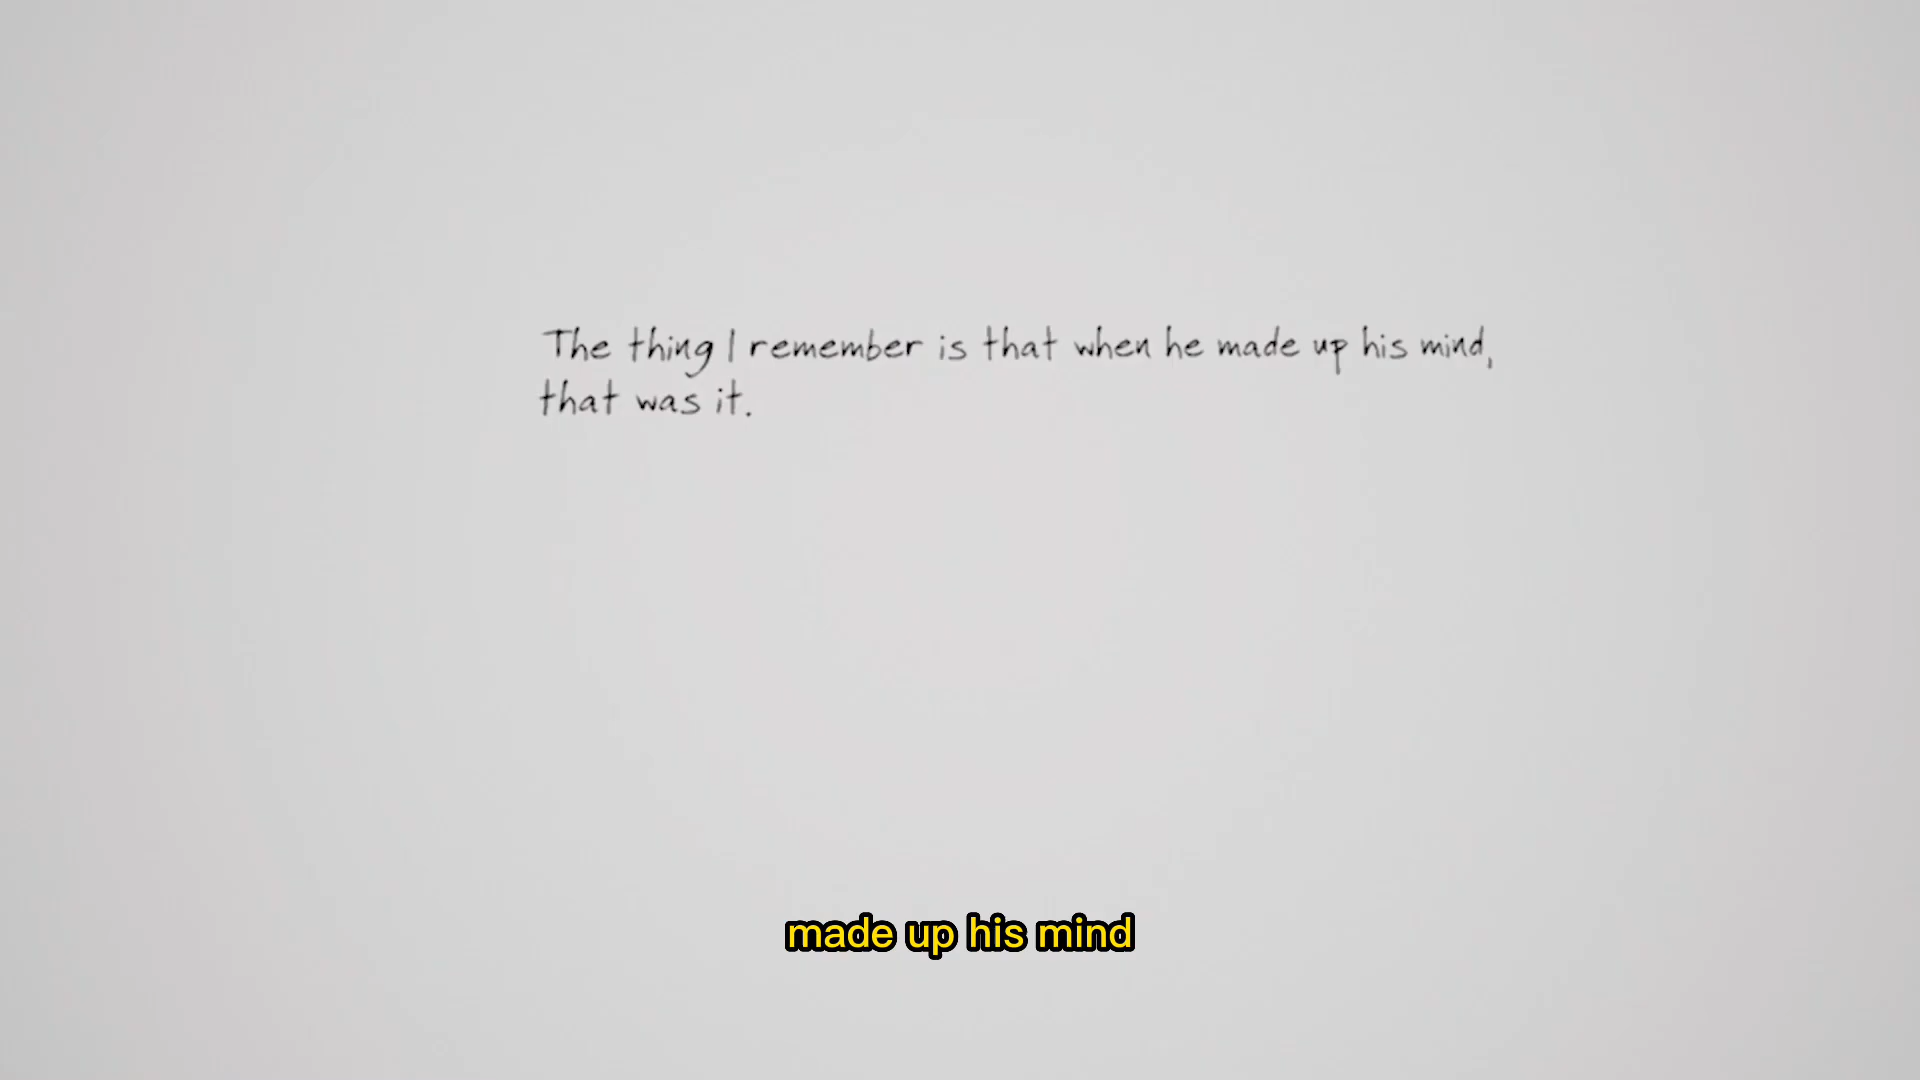 The thing I remember is that when he made up his mind,
that was it.
made up his mind